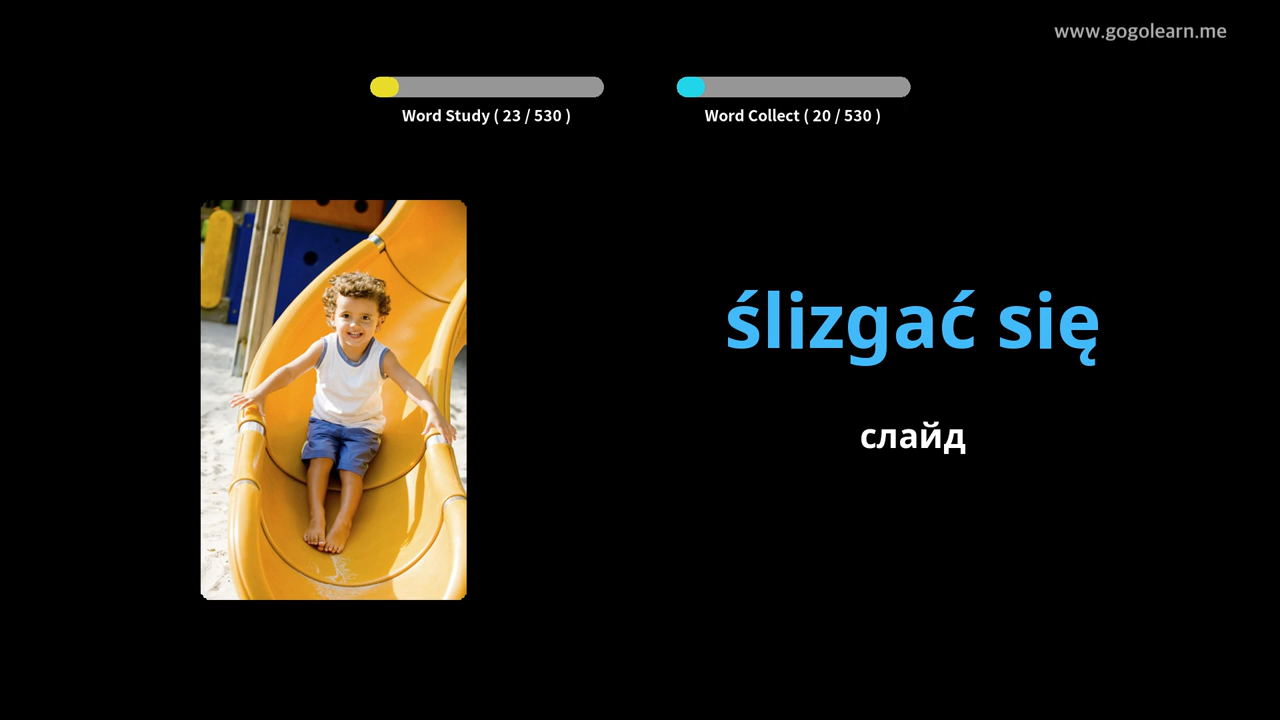 www.gogolearn.me
Word Study ( 23 / 530 )
Word Collect ( 20 / 530 )
ślizgać się
слайд